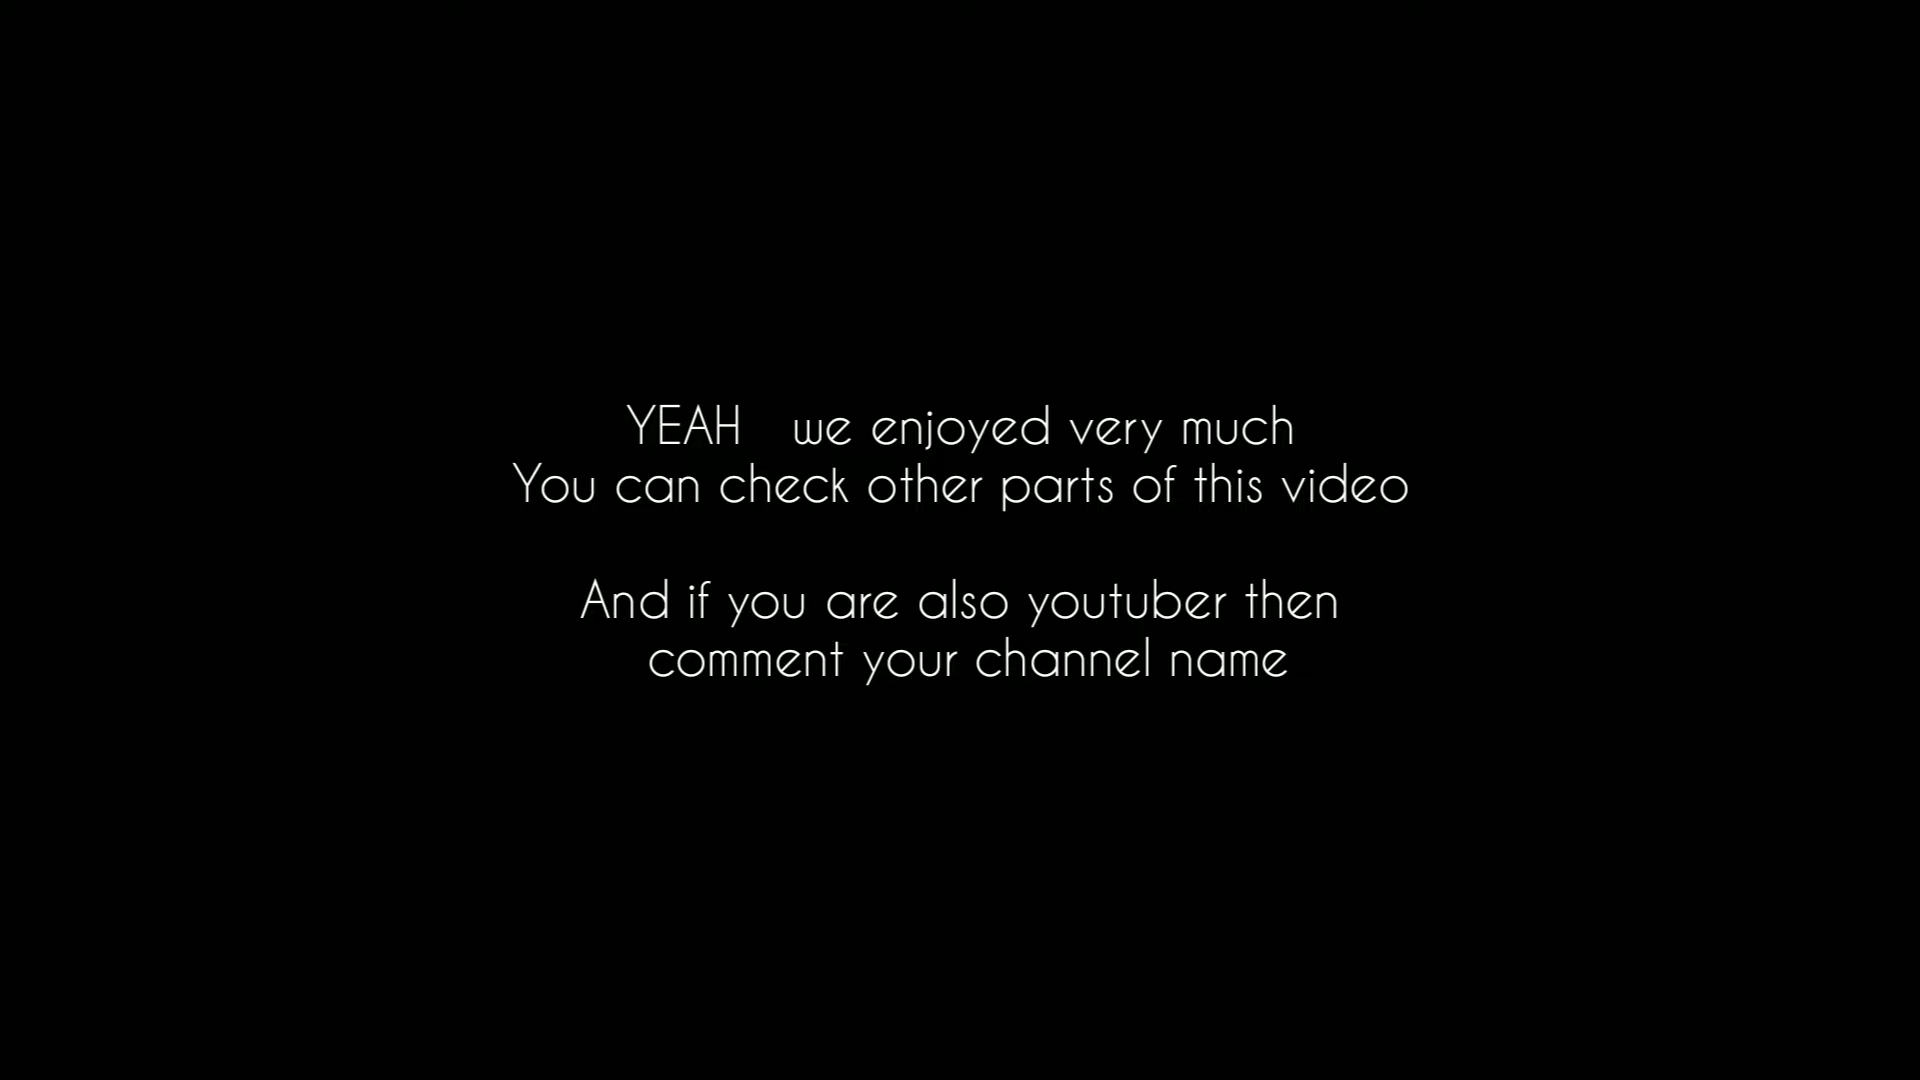 YEAH we enjoyed very much
You can check other parts of this video
And if you are also youtuber then
comment your channel name